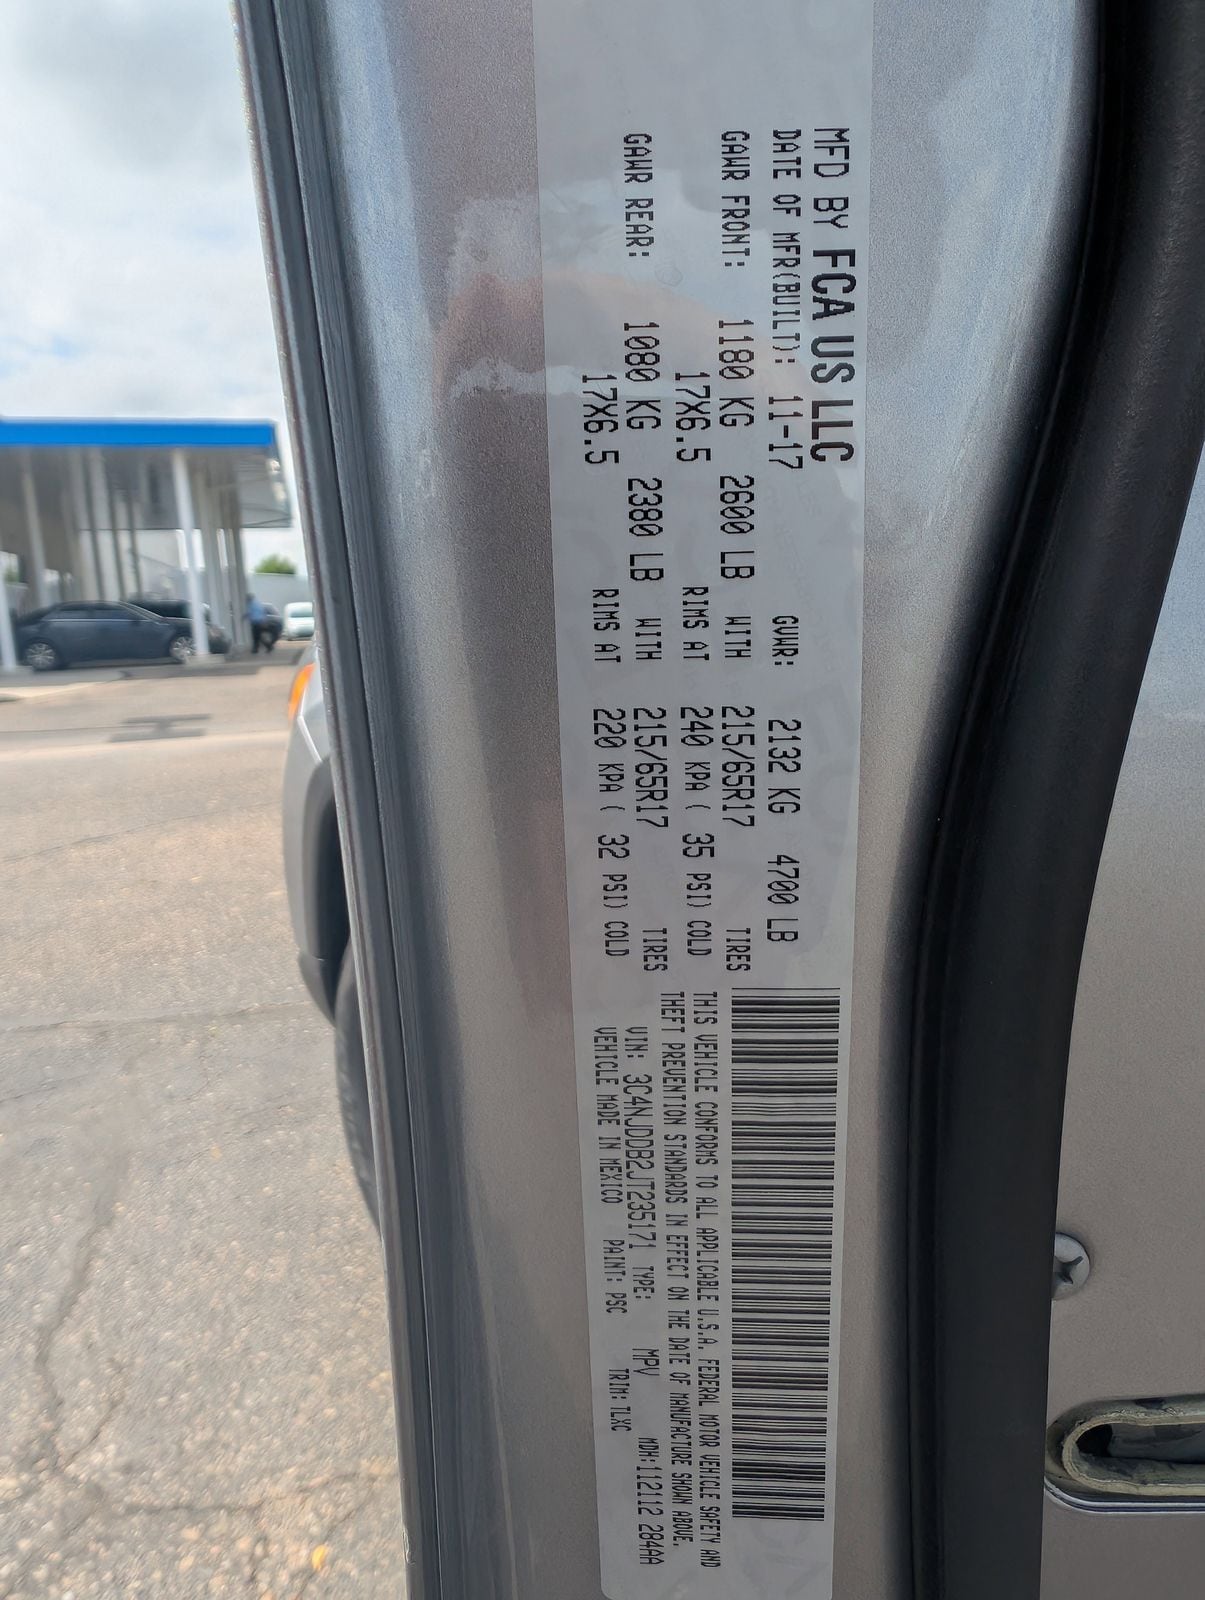 MFD BY FCA US LLC
DATE OF MFR(BUILT): 11-17 GVWR: 2132 KG 4700 LB
GAWR FRONT: 1180 KG 2600 LB WITH 215/65R17 TIRES
17X6.5 RIMS AT 240 KPA ( 35 PSI) COLD
GAWR REAR: 1080 KG 2380 LB WITH 215/65R17 TIRES
17X6.5 RIMS AT 220 KPA ( 32 PSI) COLD
THIS VEHICLE CONFORMS TO ALL APPLICABLE U.S.A. FEDERAL MOTOR VEHICLE SAFETY AND
THEFT PREVENTION STANDARDS IN EFFECT ON THE DATE OF MANUFACTURE SHOWN ABOVE.
VIN: 3C4NJDDB2JT235171 TYPE: MPV MDH:112112 284AA
VEHICLE MADE IN MEXICO PAINT: PSC TRIM: TLXC